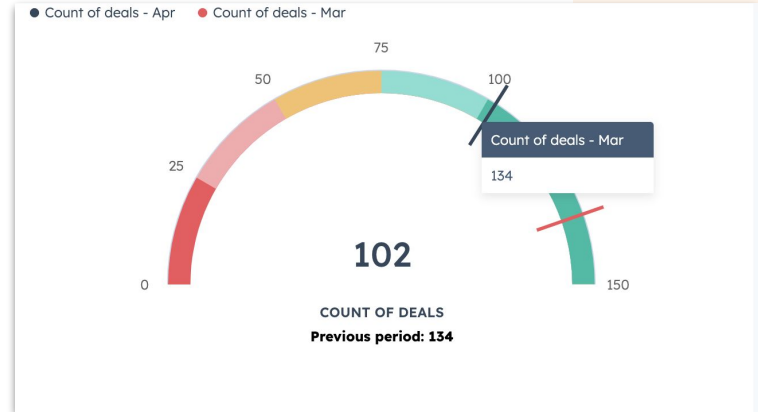 Count of deals - Apr Count of deals - Mar
75
50 100
Count of deals - Mar
134
25
102
0 150
COUNT OF DEALS
Previous period: 134